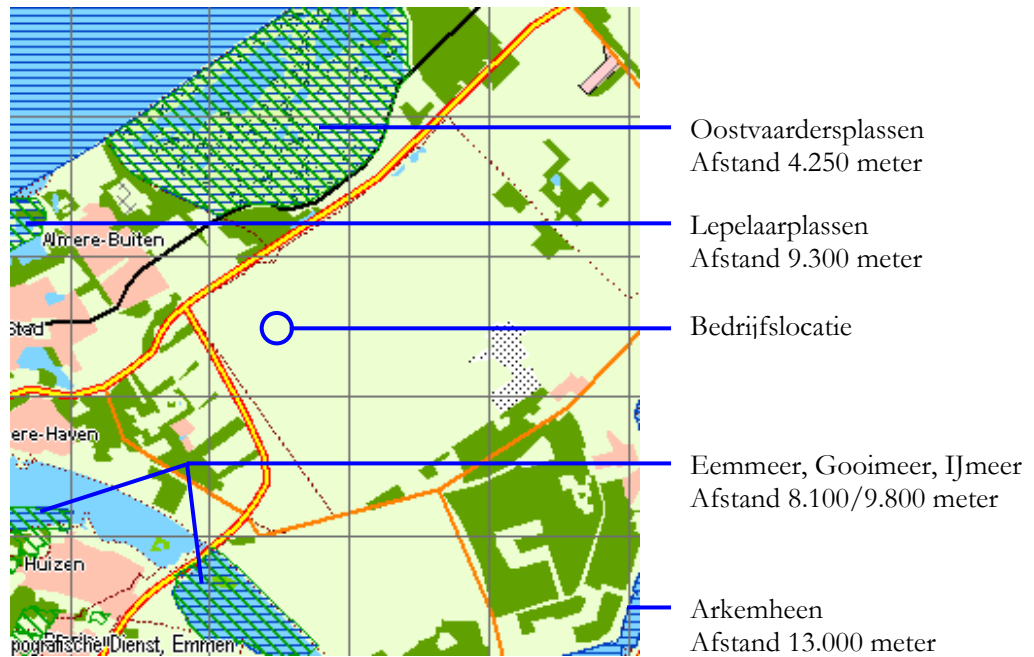 Oostvaardersplassen
Afstand 4.250 meter
Lepelaarplassen
Afstand 9.300 meter
Almere-Buiten
Bedrijfslocatie
Stad
ere-Haven
Eemmeer, Gooimeer, IJmeer
Afstand 8.100/9.800 meter
Huizen
Arkemheen
Afstand 13.000 meter
Dienst, Emmen